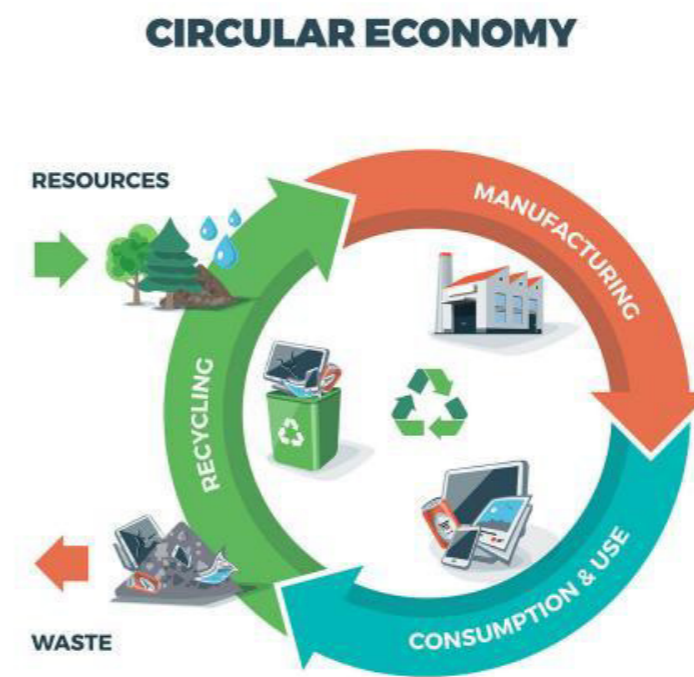 CIRCULAR ECONOMY
RESOURCES
MANUFACTURING
RECYCLING
CONSUMPTION & USE
WASTE